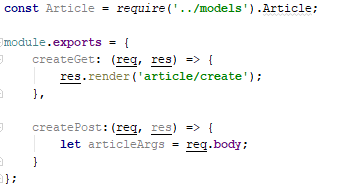 const Article = require('../models').Article;
module.exports = {
createGet: (req, res) => {
res.render('article/create');
},
createPost:(req, res) => {
let articleArgs = req.body;
}
};